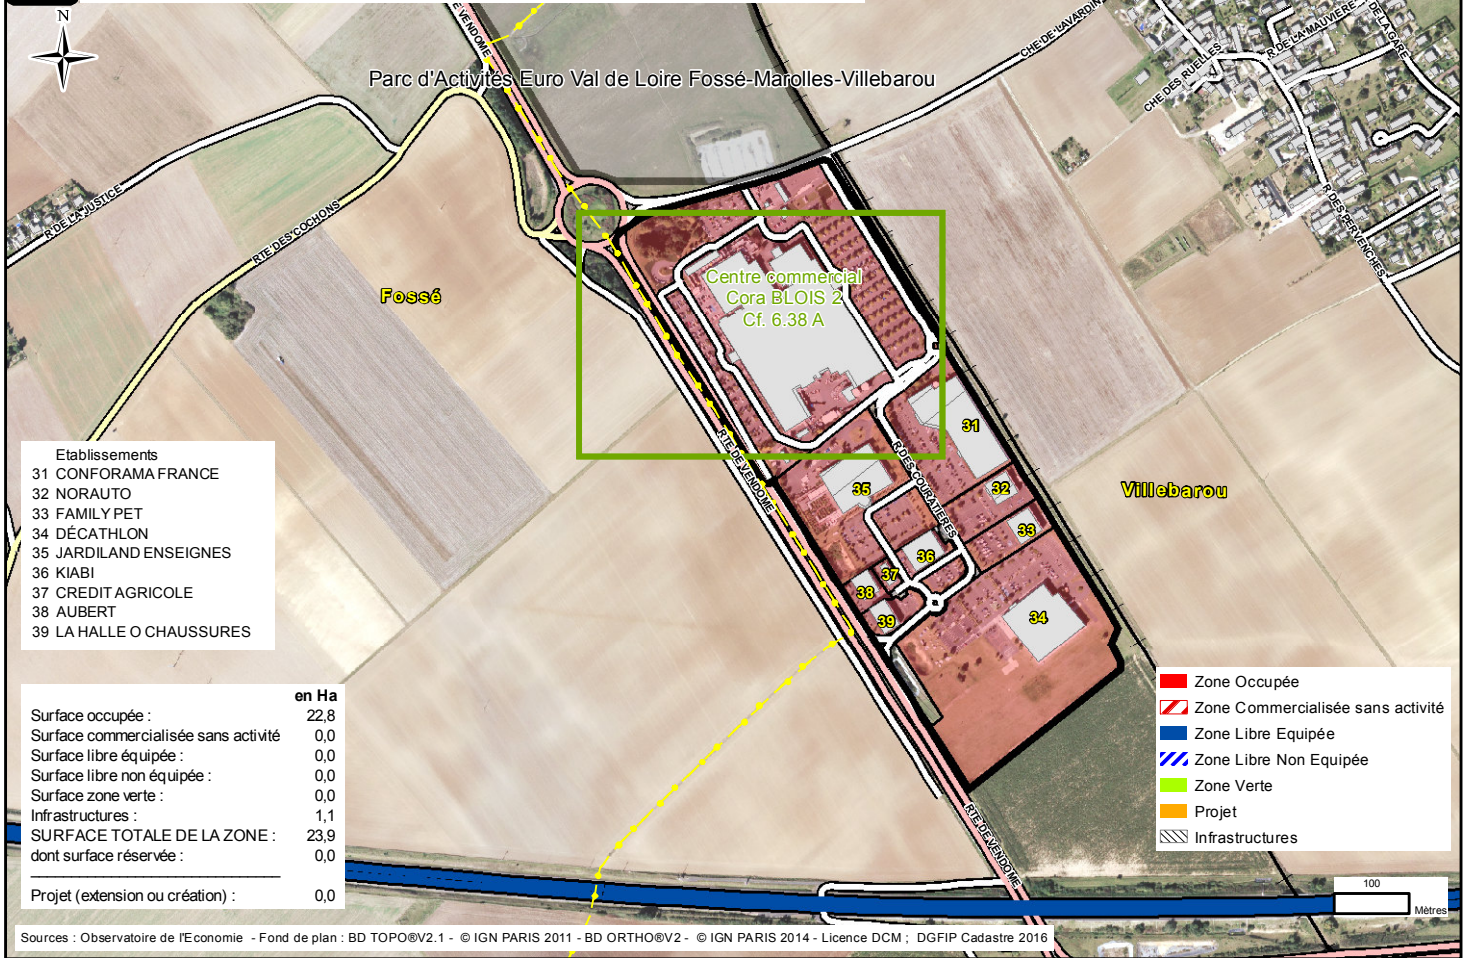 N
E VENDOME
Parc d'Activités Euro Val de Loire Fossé-Marolles-Villebarou
CHE DE LAVARDIN
CHE DES RUELLES
R DE LA MAUVIERE
DE LA GARE
R DES PERVENCHES
R DE LA JUSTICE
RTE DES COCHONS
Fossé
Centre commercial
Cora BLOIS 2
Cf. 6.38 A
RTE DE VENDOME
R DES COURATIERES
31
32
33
34
35
36
37
38
39
Villebarou
Etablissements
31 CONFORAMA FRANCE
32 NORAUTO
33 FAMILY PET
34 DÉCATHLON
35 JARDILAND ENSEIGNES
36 KIABI
37 CREDIT AGRICOLE
38 AUBERT
39 LA HALLE O CHAUSSURES
en Ha
Surface occupée : 22,8
Surface commercialisée sans activité 0,0
Surface libre équipée : 0,0
Surface libre non équipée : 0,0
Surface zone verte : 0,0
Infrastructures : 1,1
SURFACE TOTALE DE LA ZONE : 23,9
dont surface réservée : 0,0
Projet (extension ou création) : 0,0
Zone Occupée
Zone Commercialisée sans activité
Zone Libre Equipée
Zone Libre Non Equipée
Zone Verte
Projet
Infrastructures
RTE DE VENDOME
100
Mètres
Sources : Observatoire de l'Economie - Fond de plan : BD TOPO®V2.1 - © IGN PARIS 2011 - BD ORTHO®V2 - © IGN PARIS 2014 - Licence DCM ; DGFIP Cadastre 2016